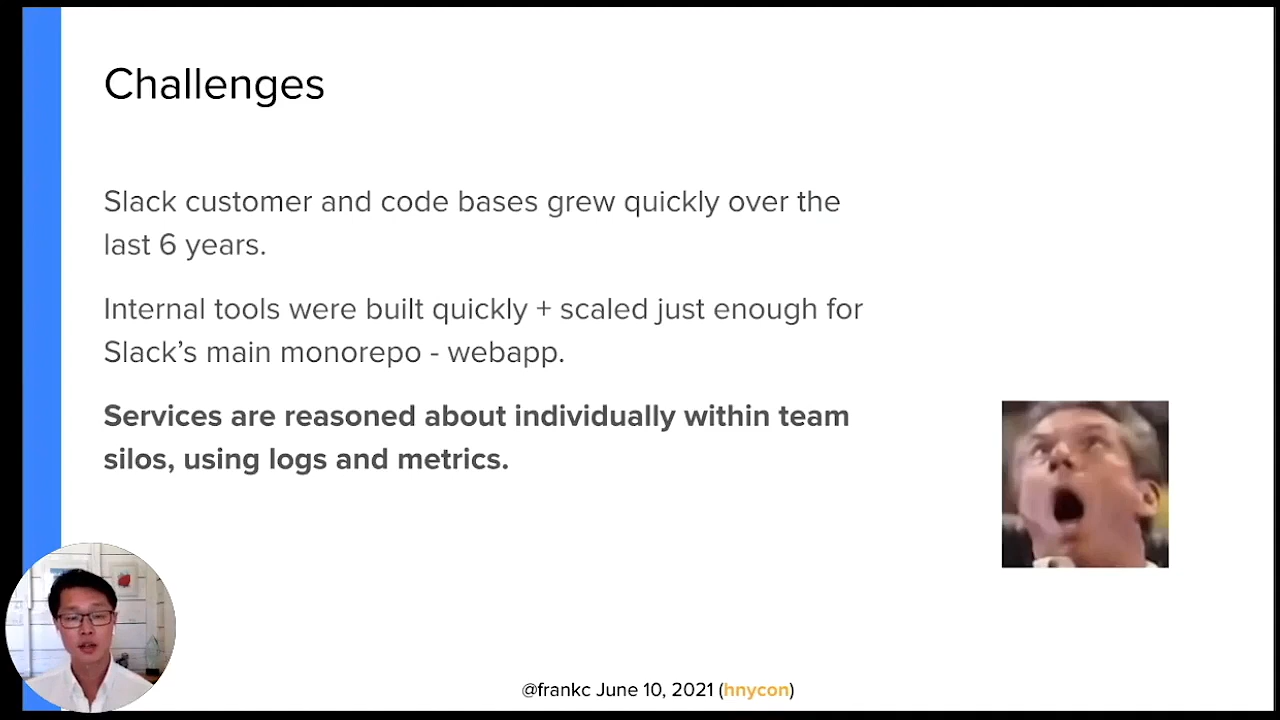 Challenges
Slack customer and code bases grew quickly over the
last 6 years.
Internal tools were built quickly + scaled just enough for
Slack’s main monorepo - webapp.
Services are reasoned about individually within team
silos, using logs and metrics.
@frankc June 10, 2021 (hnycon)